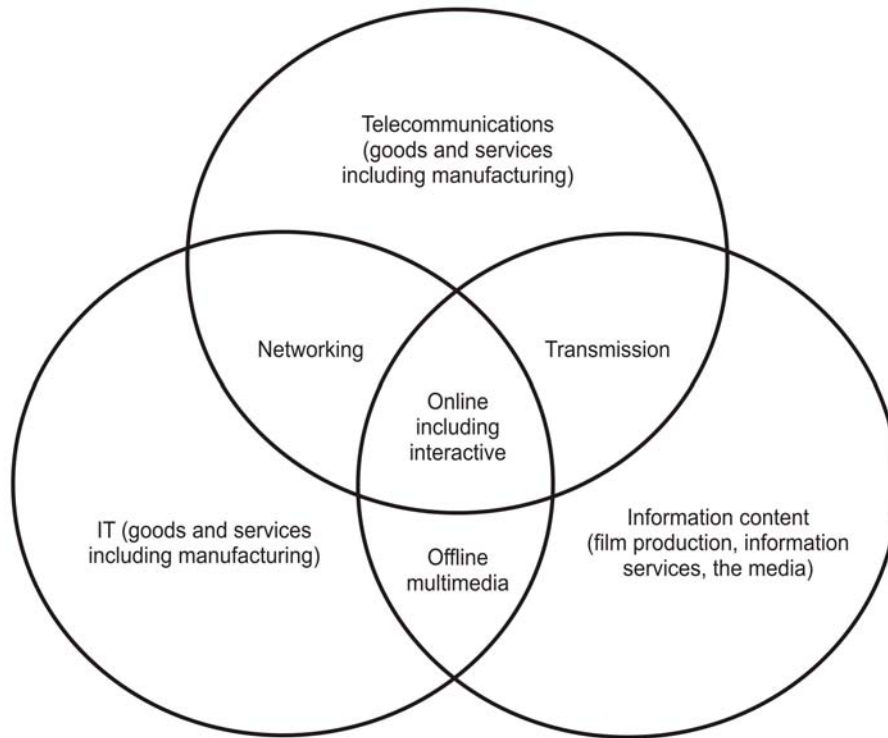 Telecommunications
(goods and services
including manufacturing)
Networking
Transmission
Online
including
interactive
IT (goods and services
including manufacturing)
Offline
multimedia
Information content
(film production, information
services, the media)